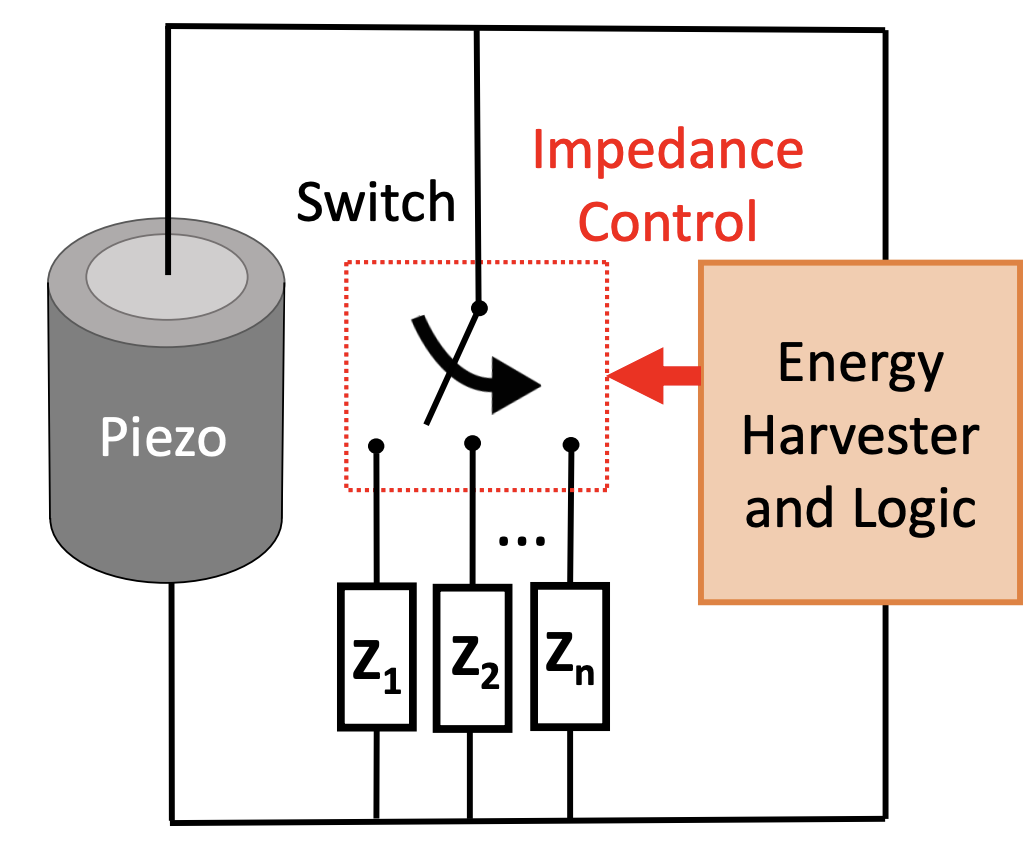 Impedance
Control
Switch
Piezo
Energy
Harvester
and Logic
...
Z1
Z2
Zn